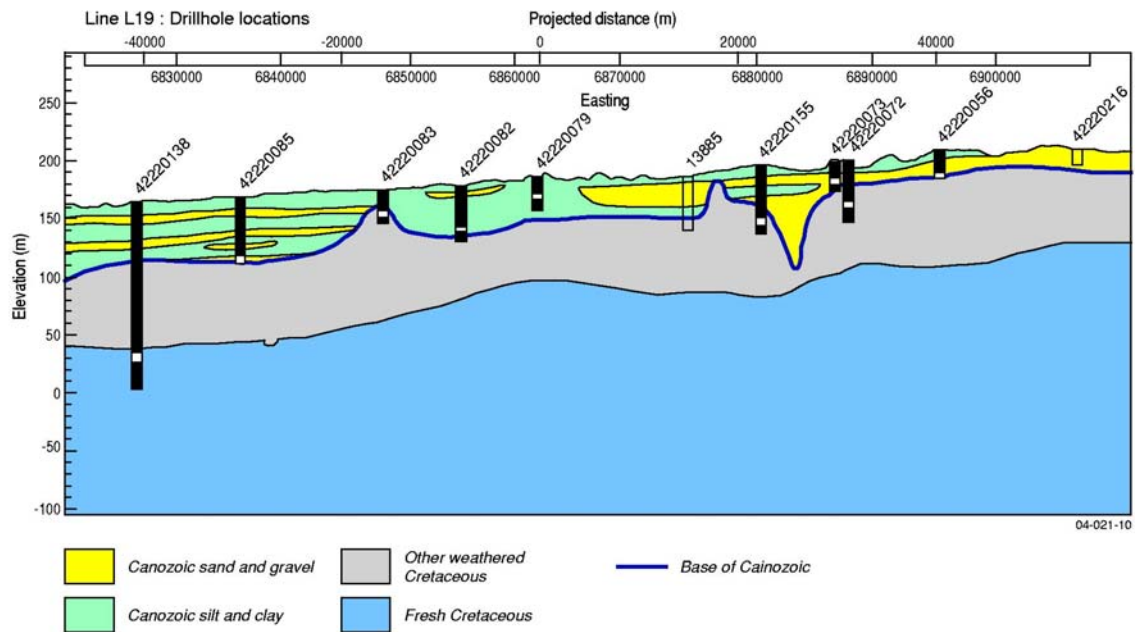 Line L19 : Drillhole locations
Projected distance (m)
-40000 -20000 0 20000 40000
6830000 6840000 6850000 6860000 6870000 6880000 6890000 6900000
Easting
42220138
42220085
42220083
42220082
42220079
13885
42220155
42220073
42220072
42220056
42220216
Elevation (m)
250
200
150
100
50
0
-50
-100
04-021-10
Canozoic sand and gravel
Other weathered
Cretaceous
Base of Cainozoic
Canozoic silt and clay
Fresh Cretaceous